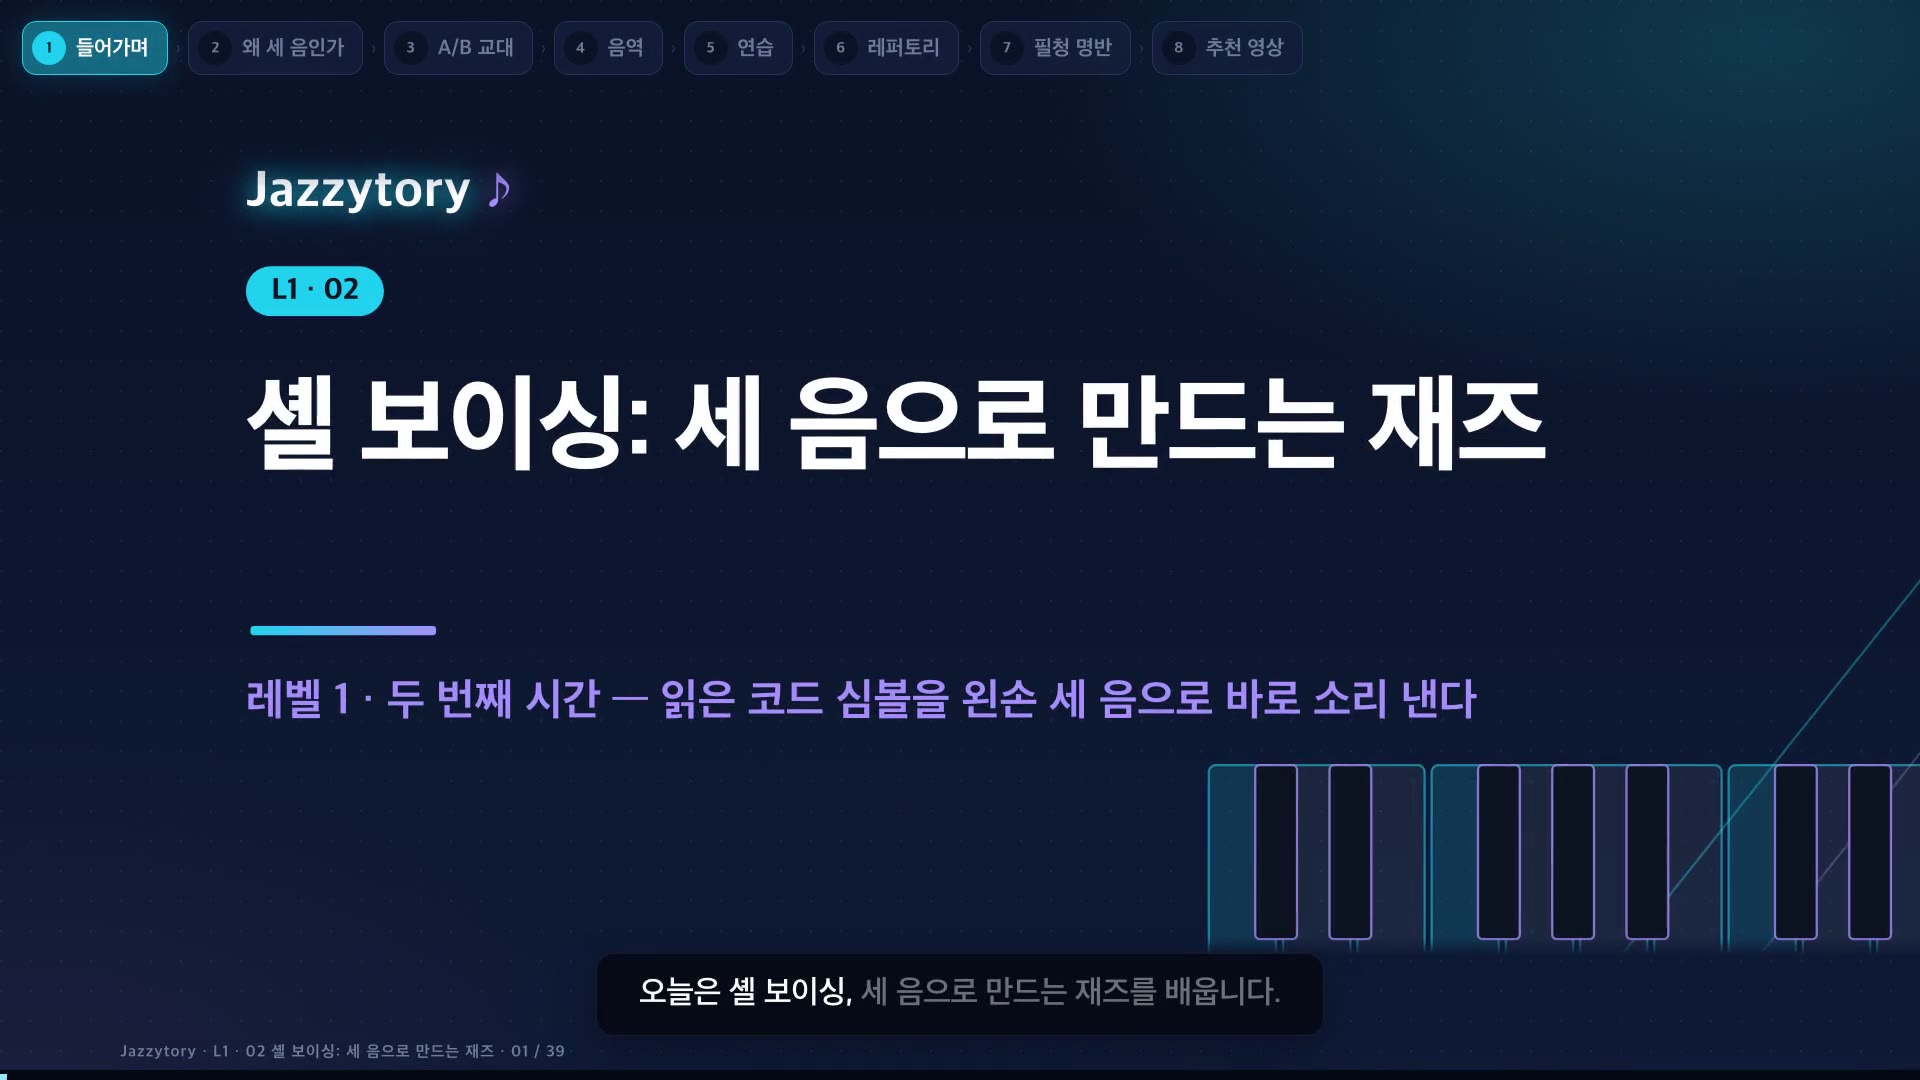 1 들어가며 › 2 왜 세 음인가 › 3 A/B 교대 › 4 음역 › 5 연습 › 6 레퍼토리 › 7 필청 명반 › 8 추천 영상
Jazzytory ♪
L1 · 02
셸 보이싱: 세 음으로 만드는 재즈
레벨 1 · 두 번째 시간 — 읽은 코드 심볼을 왼손 세 음으로 바로 소리 낸다
오늘은 셸 보이싱, 세 음으로 만드는 재즈를 배웁니다.
Jazzytory · L1 · 02 셸 보이싱: 세 음으로 만드는 재즈 · 01 / 39